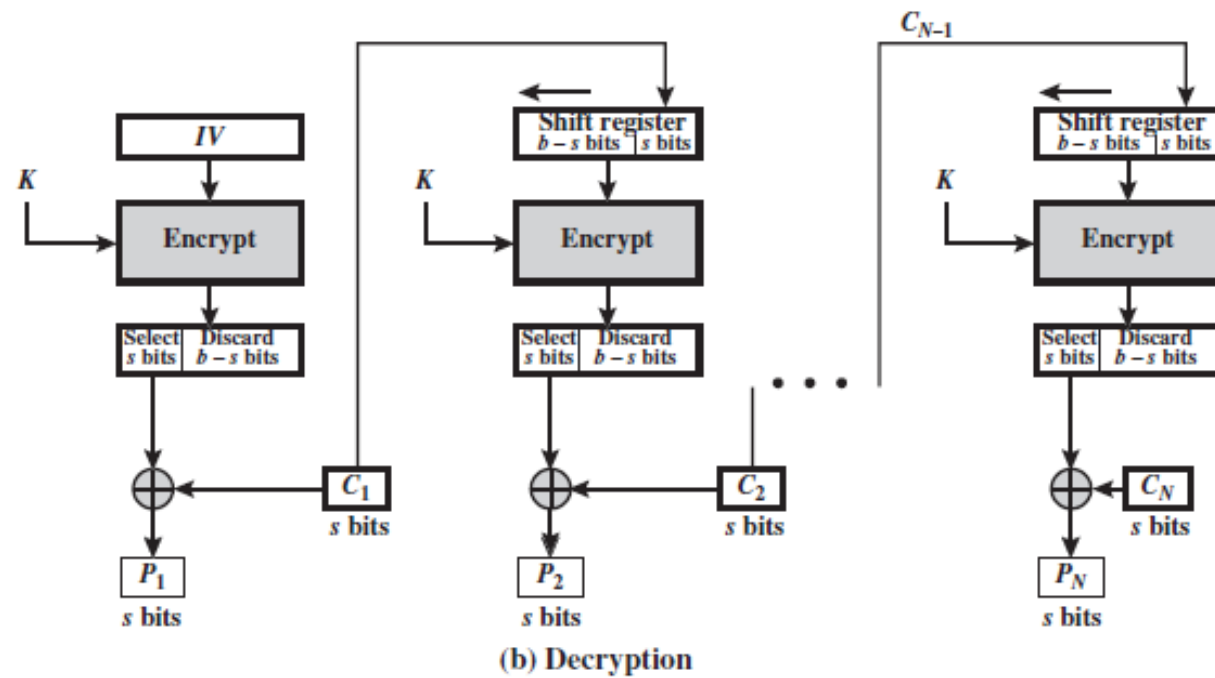 C_{N–1}
IV
Shift register
b – s bits s bits
Shift register
b – s bits s bits
K
K
K
Encrypt
Encrypt
Encrypt
Select Discard
s bits b – s bits
Select Discard
s bits b – s bits
Select Discard
s bits b – s bits
• • •
C_1
s bits
C_2
s bits
C_N
s bits
P_1
s bits
P_2
s bits
P_N
s bits
(b) Decryption